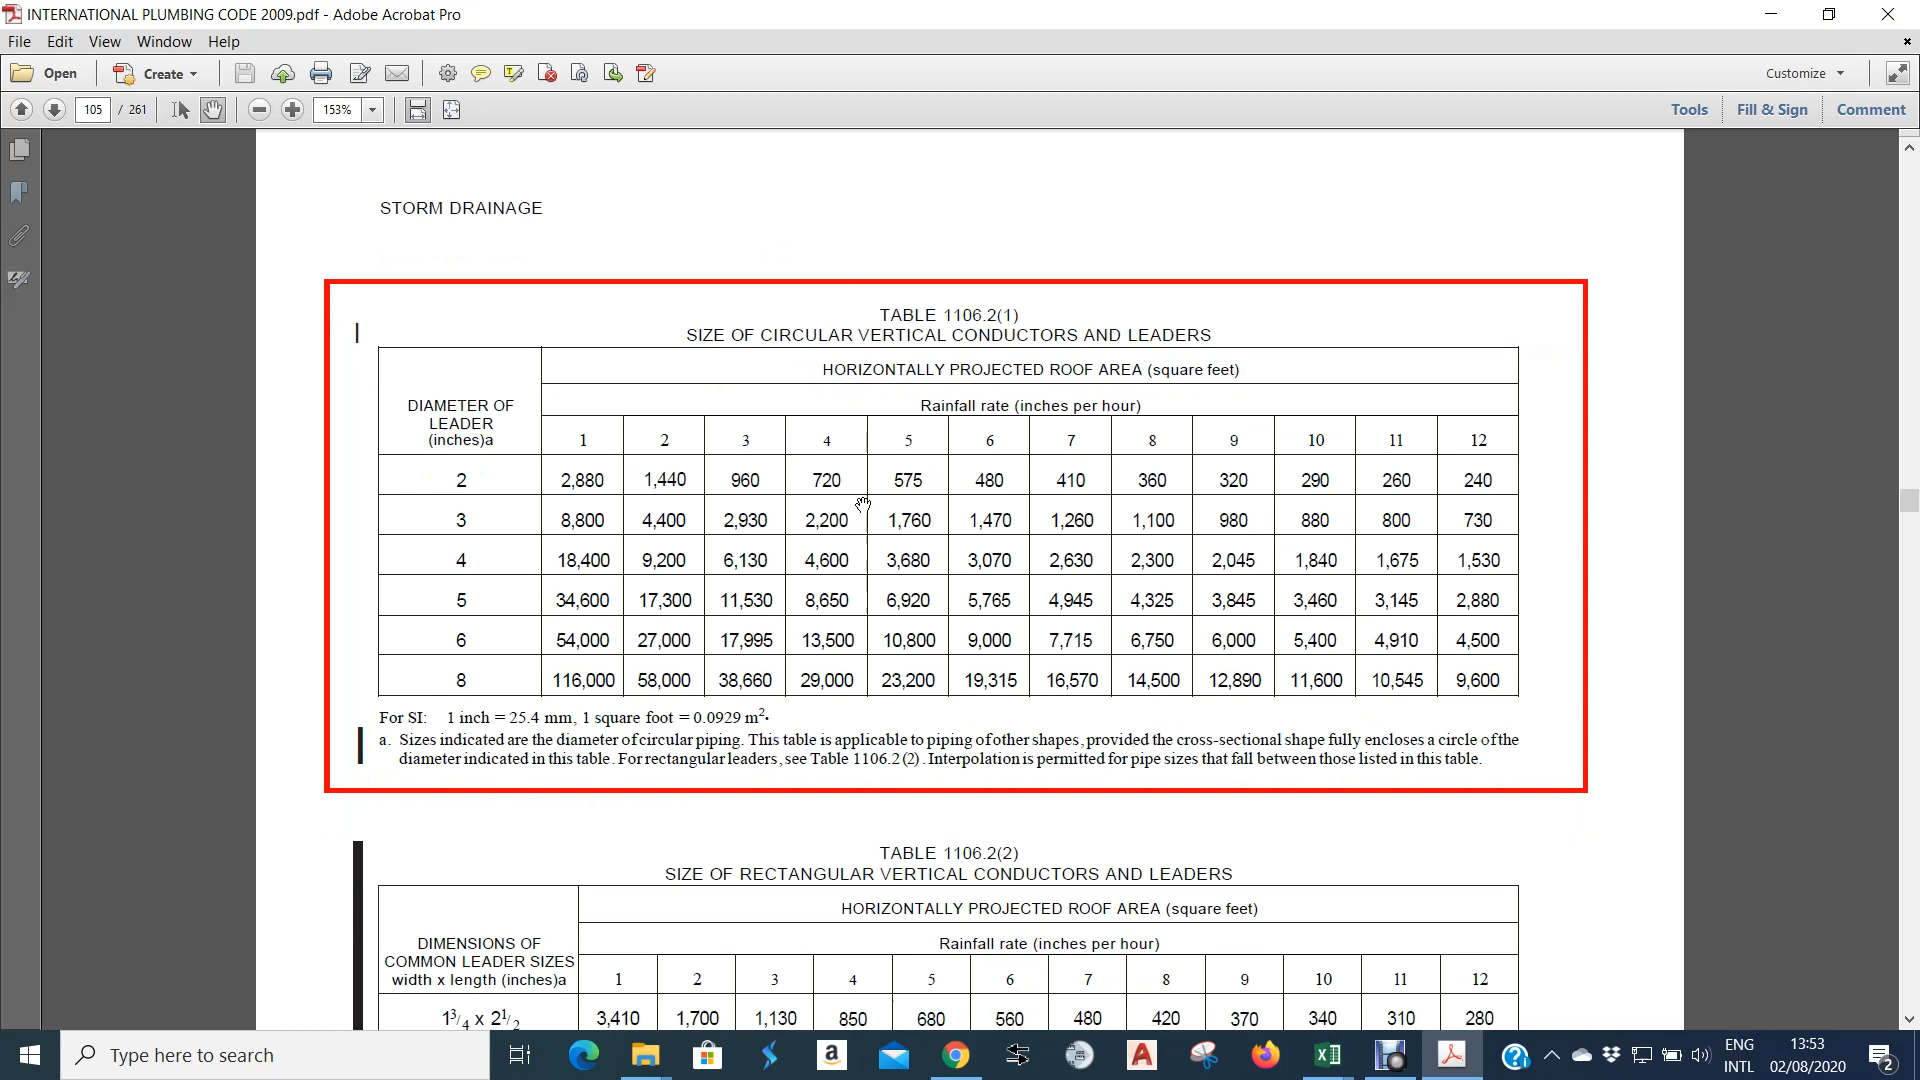 INTERNATIONAL PLUMBING CODE 2009.pdf - Adobe Acrobat Pro
File Edit View Window Help
Open Create Customize
105 / 261 153% Tools Fill & Sign Comment
STORM DRAINAGE
TABLE 1106.2(1)
SIZE OF CIRCULAR VERTICAL CONDUCTORS AND LEADERS
DIAMETER OF
LEADER
(inches)a
HORIZONTALLY PROJECTED ROOF AREA (square feet)
Rainfall rate (inches per hour)
1 2 3 4 5 6 7 8 9 10 11 12
2 2,880 1,440 960 720 575 480 410 360 320 290 260 240
3 8,800 4,400 2,930 2,200 1,760 1,470 1,260 1,100 980 880 800 730
4 18,400 9,200 6,130 4,600 3,680 3,070 2,630 2,300 2,045 1,840 1,675 1,530
5 34,600 17,300 11,530 8,650 6,920 5,765 4,945 4,325 3,845 3,460 3,145 2,880
6 54,000 27,000 17,995 13,500 10,800 9,000 7,715 6,750 6,000 5,400 4,910 4,500
8 116,000 58,000 38,660 29,000 23,200 19,315 16,570 14,500 12,890 11,600 10,545 9,600
For SI: 1 inch = 25.4 mm, 1 square foot = 0.0929 m².
a. Sizes indicated are the diameter of circular piping. This table is applicable to piping of other shapes, provided the cross-sectional shape fully encloses a circle of the
diameter indicated in this table. For rectangular leaders, see Table 1106.2 (2). Interpolation is permitted for pipe sizes that fall between those listed in this table.
TABLE 1106.2(2)
SIZE OF RECTANGULAR VERTICAL CONDUCTORS AND LEADERS
DIMENSIONS OF
COMMON LEADER SIZES
width x length (inches)a
HORIZONTALLY PROJECTED ROOF AREA (square feet)
Rainfall rate (inches per hour)
1 2 3 4 5 6 7 8 9 10 11 12
1 3/4 x 2 1/2 3,410 1,700 1,130 850 680 560 480 420 370 340 310 280
Type here to search
ENG
INTL
13:53
02/08/2020
2